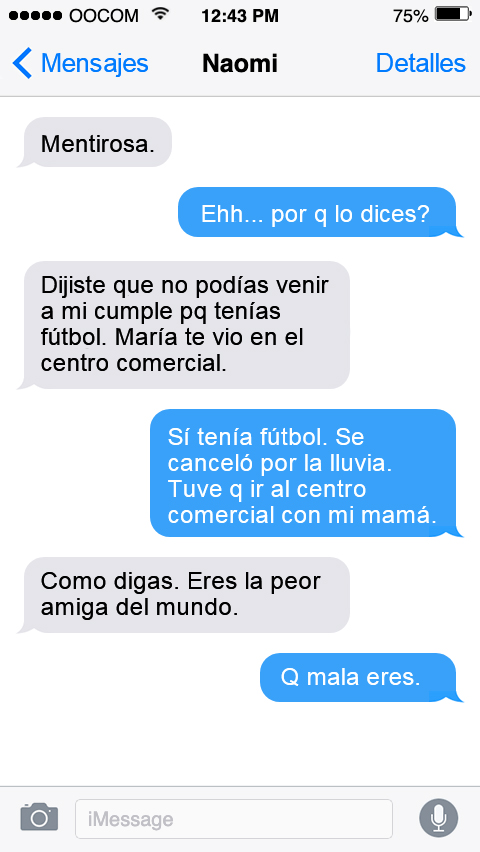 OOCOM 12:43 PM 75%
Mensajes Naomi Detalles
Mentirosa.
Ehh... por q lo dices?
Dijiste que no podías venir
a mi cumple pq tenías
fútbol. María te vio en el
centro comercial.
Sí tenía fútbol. Se
canceló por la lluvia.
Tuve q ir al centro
comercial con mi mamá.
Como digas. Eres la peor
amiga del mundo.
Q mala eres.
iMessage